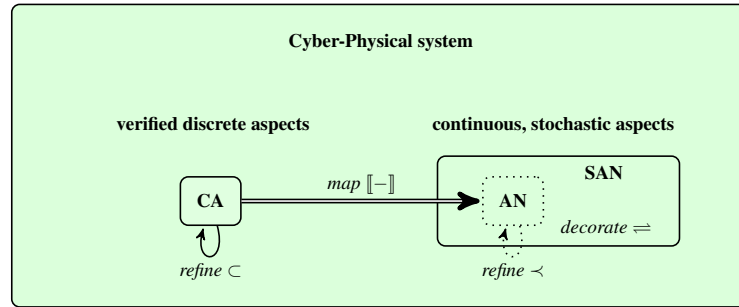 Cyber-Physical system
verified discrete aspects
continuous, stochastic aspects
SAN
map ⟦−⟧
CA
AN
decorate ⇌
refine ⊂
refine ≺